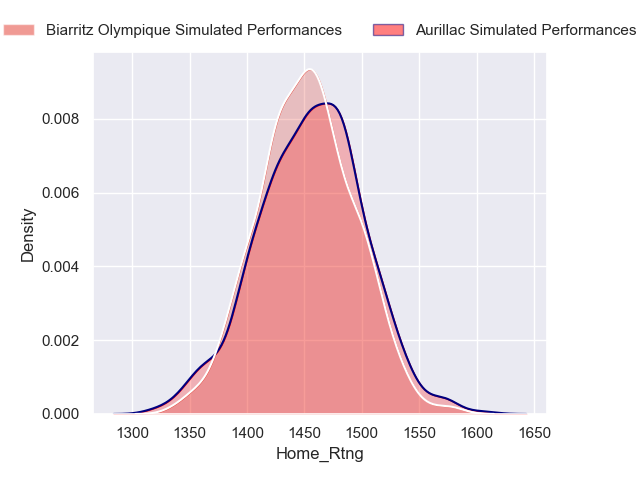 Biarritz Olympique Simulated Performances
Aurillac Simulated Performances
Density
0.008
0.006
0.004
0.002
0.000
1300 1350 1400 1450 1500 1550 1600 1650
Home_Rtng